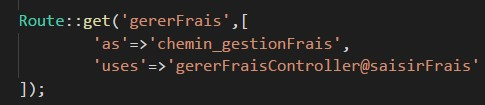 Route::get('gererFrais',[
'as'=>'chemin_gestionFrais',
'uses'=>'gererFraisController@saisirFrais'
]);